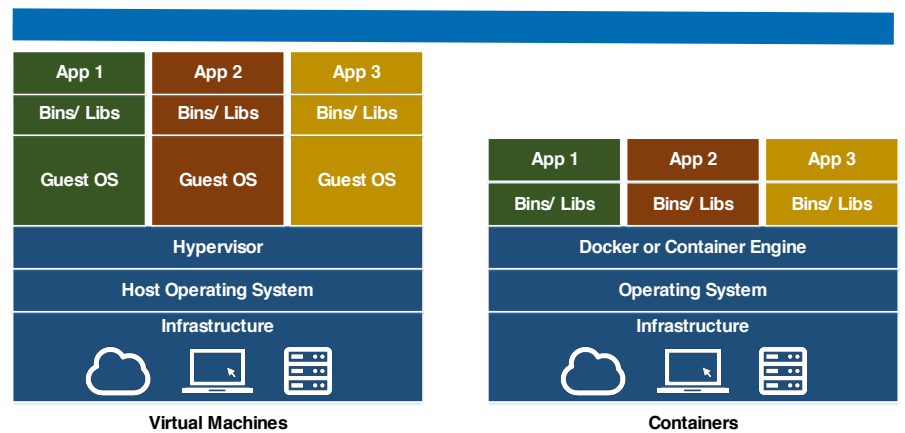 App 1
App 2
App 3
Bins/ Libs
Bins/ Libs
Bins/ Libs
Guest OS
Guest OS
Guest OS
Hypervisor
Host Operating System
Infrastructure
Virtual Machines
App 1
App 2
App 3
Bins/ Libs
Bins/ Libs
Bins/ Libs
Docker or Container Engine
Operating System
Infrastructure
Containers